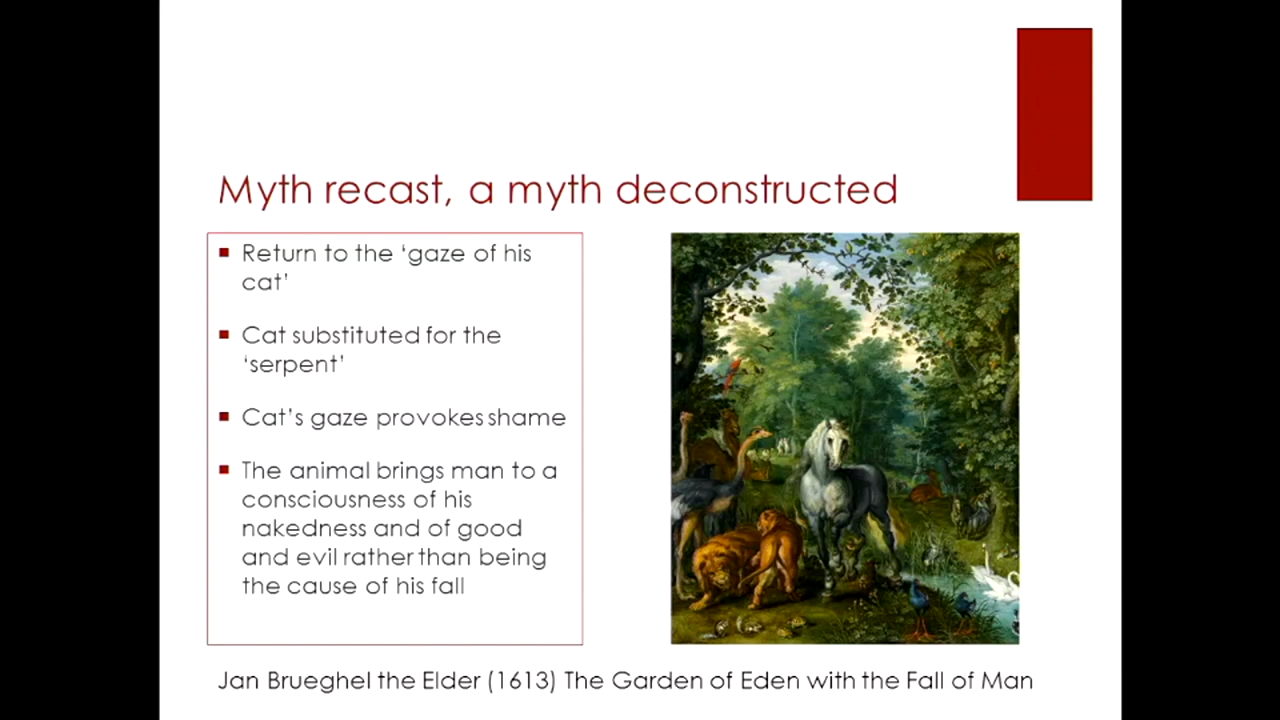 Myth recast, a myth deconstructed
Return to the ‘gaze of his
cat’
Cat substituted for the
‘serpent’
Cat’s gaze provokes shame
The animal brings man to a
consciousness of his
nakedness and of good
and evil rather than being
the cause of his fall
Jan Brueghel the Elder (1613) The Garden of Eden with the Fall of Man